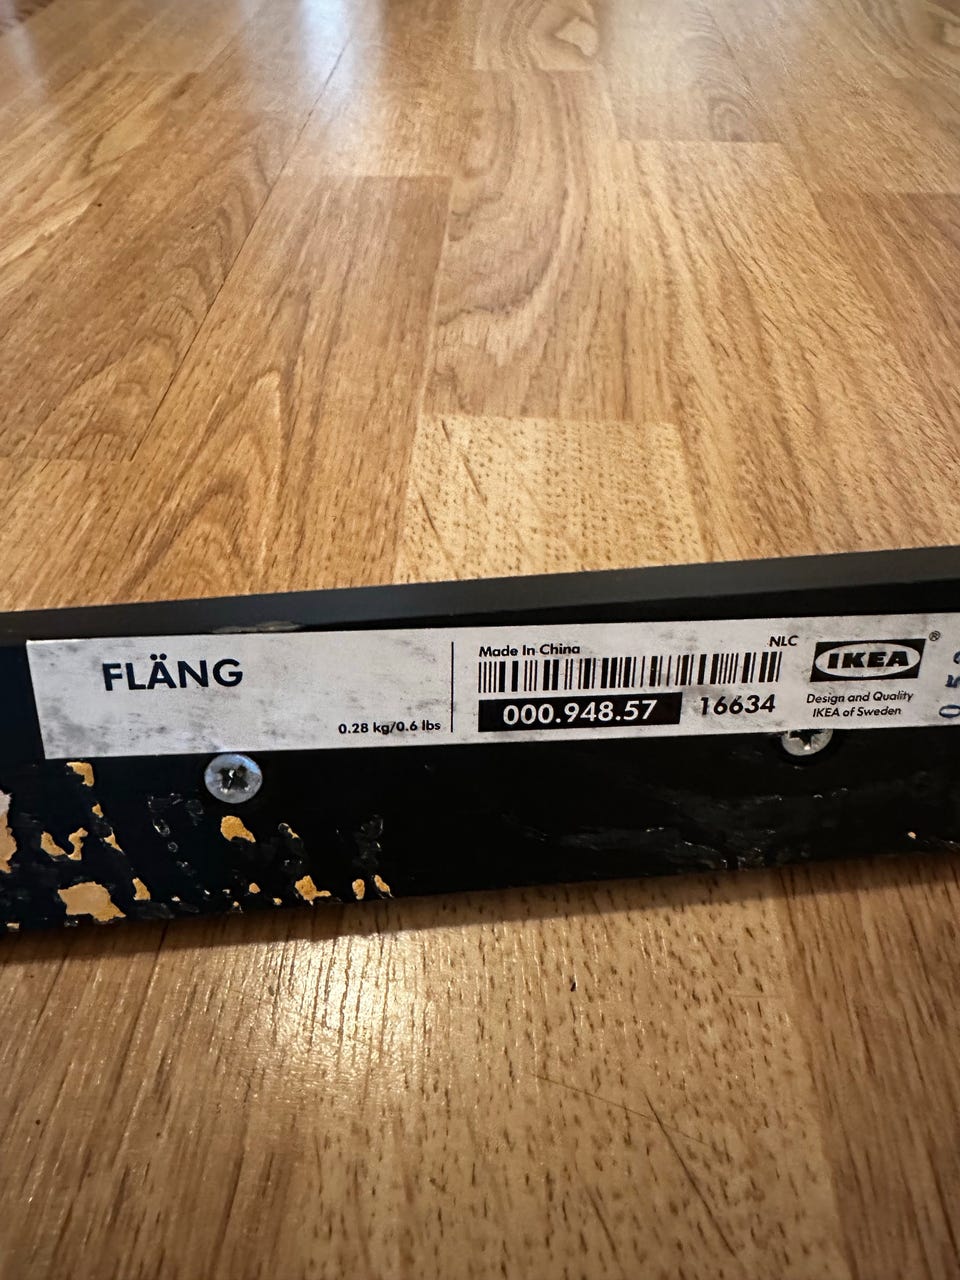 FLÄNG
0.28 kg/0.6 lbs
Made In China
NLC
000.948.57
16634
IKEA®
Design and Quality
IKEA of Sweden